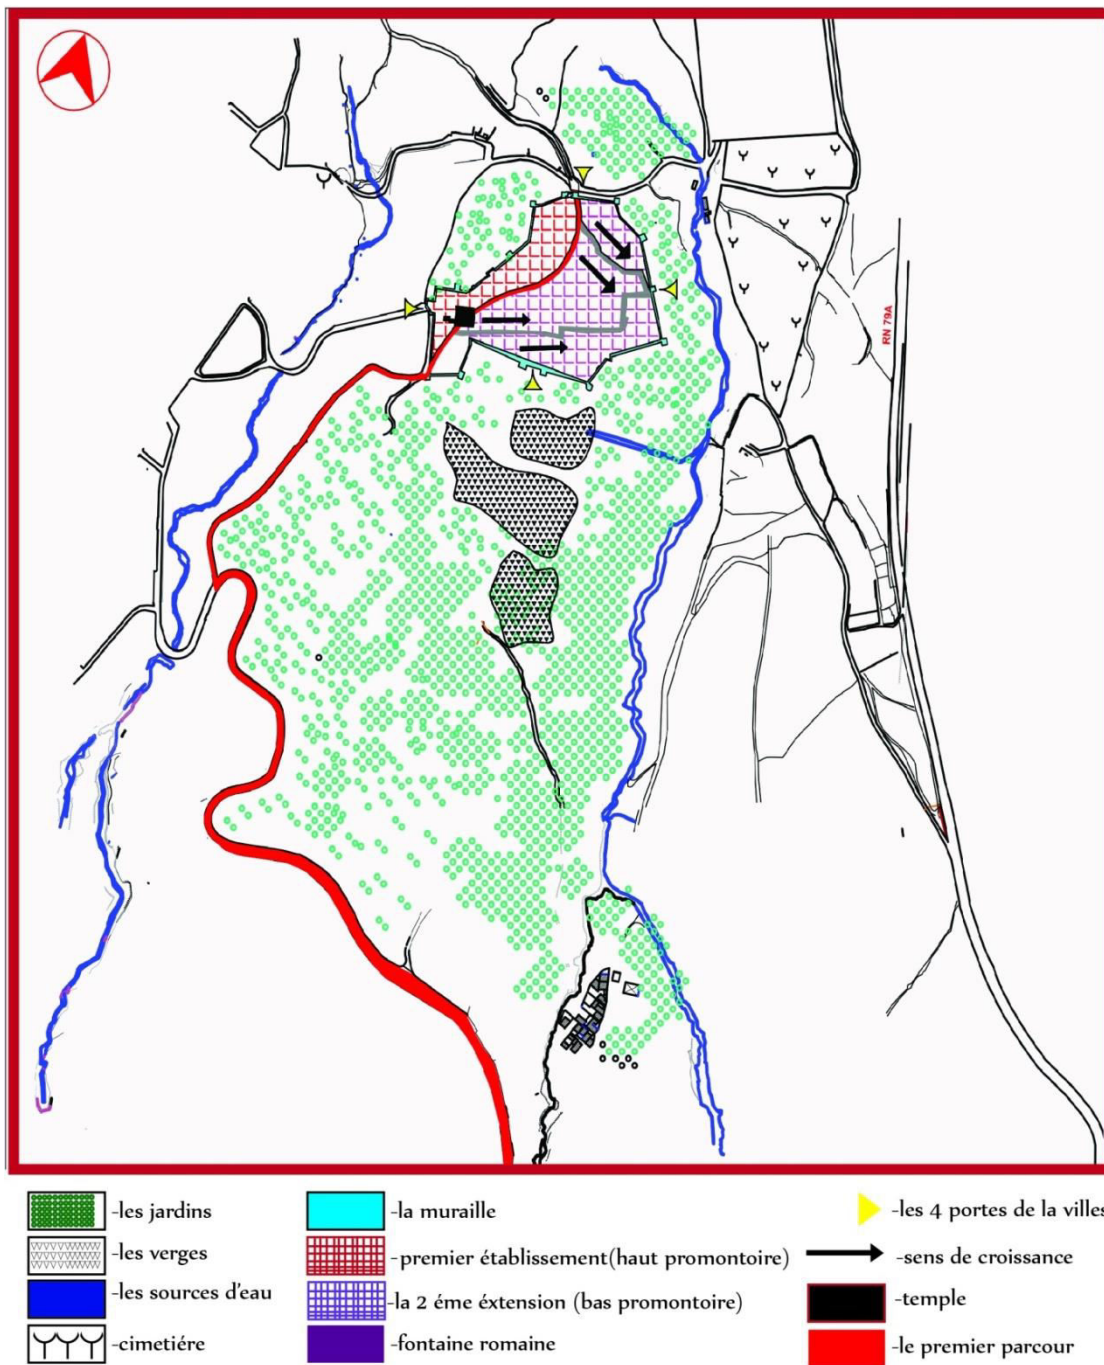 RN 79A
-les jardins
-les verges
-les sources d'eau
-cimetiére
-la muraille
-premier établissement(haut promontoire)
-la 2 éme éxtension (bas promontoire)
-fontaine romaine
-les 4 portes de la villes
-sens de croissance
-temple
-le premier parcour